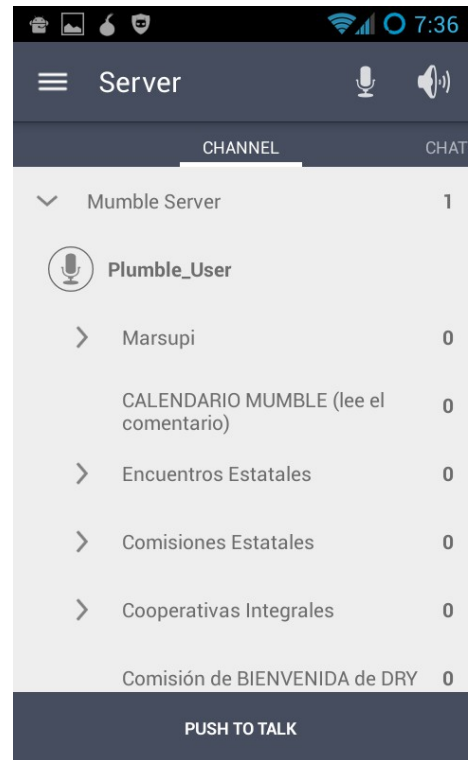 7:36
Server
CHANNEL
CHAT
Mumble Server 1
Plumble_User
Marsupi 0
CALENDARIO MUMBLE (lee el 0
comentario)
Encuentros Estatales 0
Comisiones Estatales 0
Cooperativas Integrales 0
Comisión de BIENVENIDA de DRY 0
PUSH TO TALK